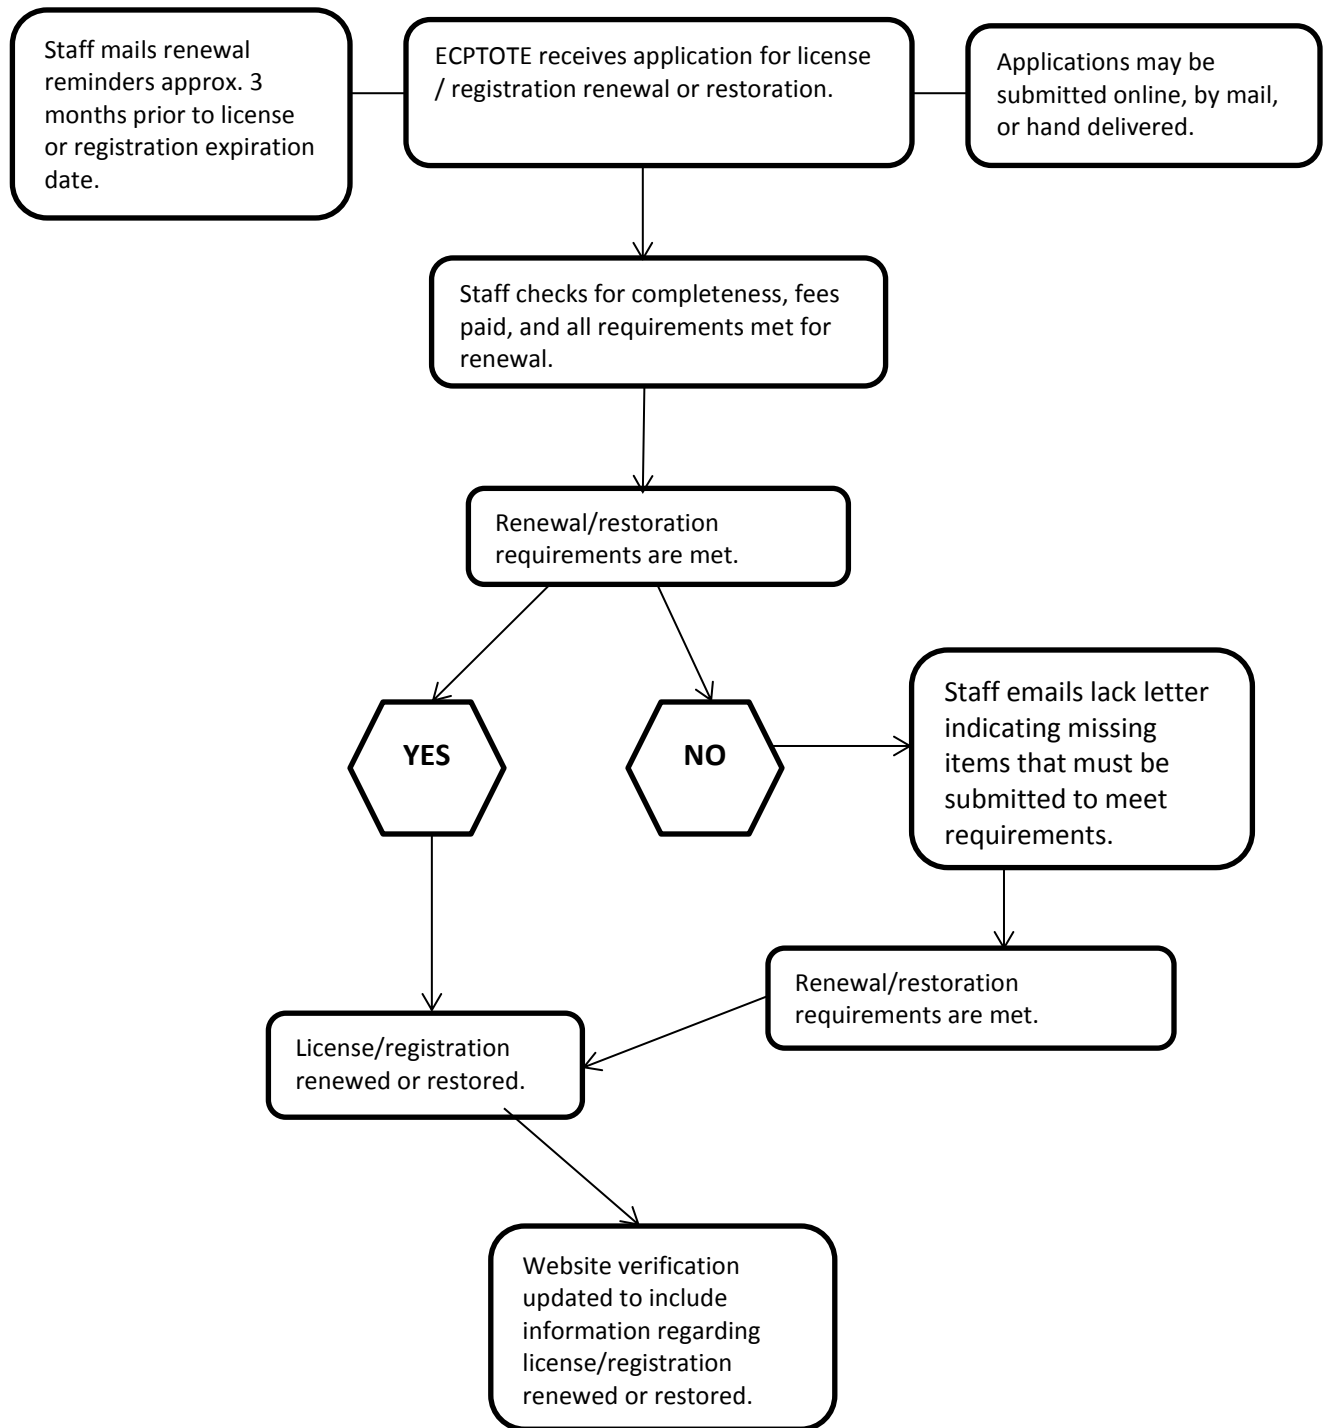 Staff mails renewal
reminders approx. 3
months prior to license
or registration expiration
date.
ECPTOTE receives application for license
/ registration renewal or restoration.
Applications may be
submitted online, by mail,
or hand delivered.
Staff checks for completeness, fees
paid, and all requirements met for
renewal.
Renewal/restoration
requirements are met.
YES
NO
Staff emails lack letter
indicating missing
items that must be
submitted to meet
requirements.
Renewal/restoration
requirements are met.
License/registration
renewed or restored.
Website verification
updated to include
information regarding
license/registration
renewed or restored.